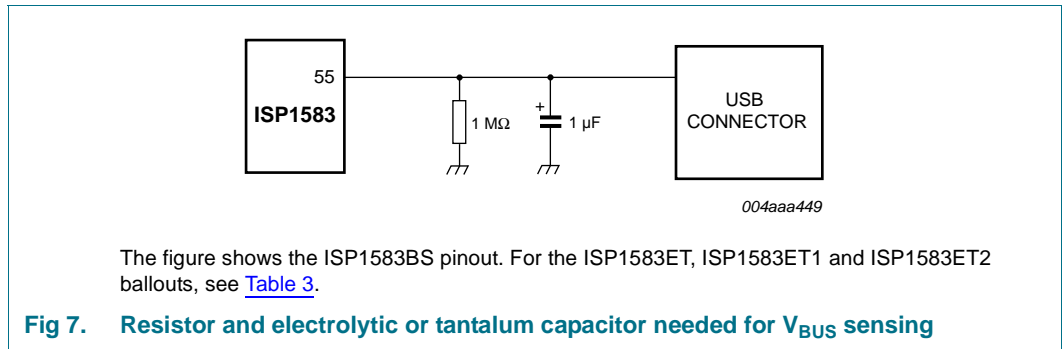 55
ISP1583
1 MΩ
+
1 μF
USB
CONNECTOR
004aaa449
The figure shows the ISP1583BS pinout. For the ISP1583ET, ISP1583ET1 and ISP1583ET2
ballouts, see Table 3.
Fig 7. Resistor and electrolytic or tantalum capacitor needed for VBUS sensing